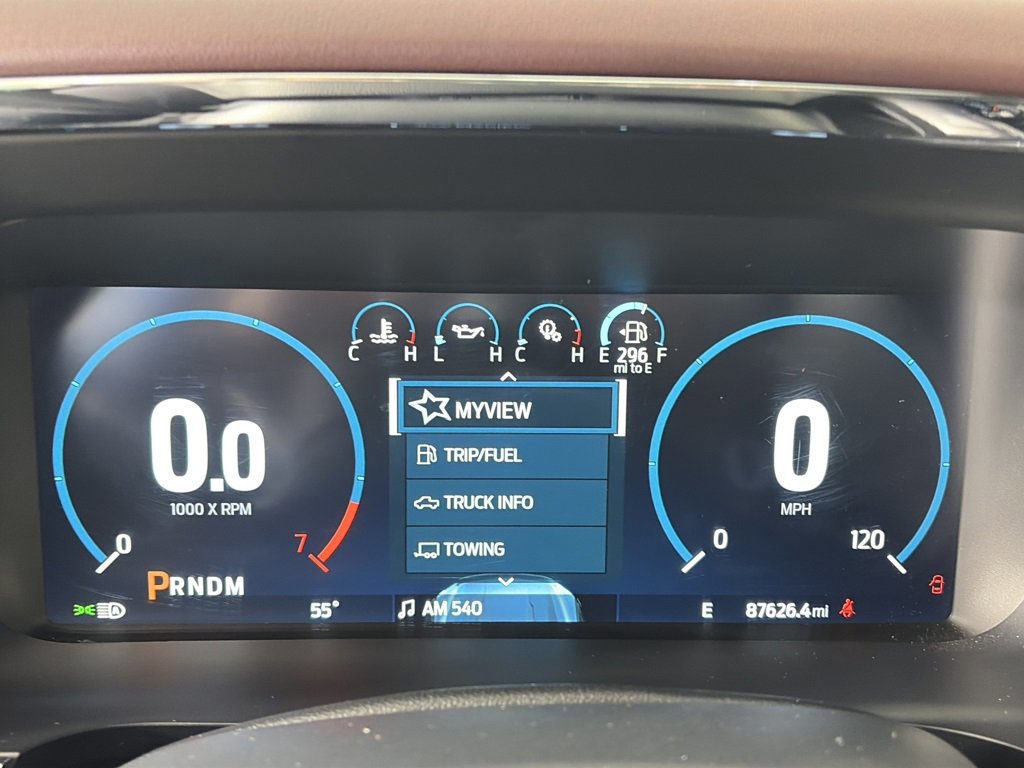 C H L H C H E 296 F
mi to E
MYVIEW
TRIP/FUEL
TRUCK INFO
TOWING
0.0
1000 X RPM
0 7
PRNDM
0
MPH
0 120
A 55° AM 540 E 87626.4 mi